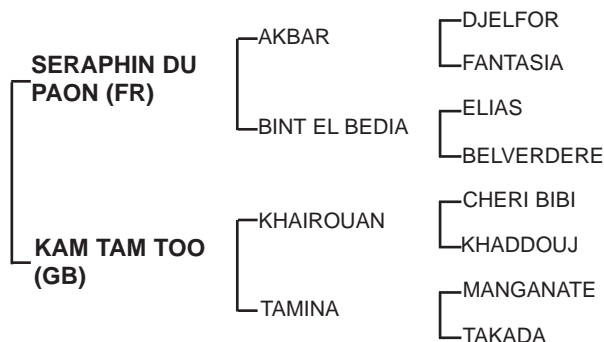 DJELFOR
AKBAR
FANTASIA
SERAPHIN DU
PAON (FR)
ELIAS
BINT EL BEDIA
BELVERDERE
CHERI BIBI
KHAIROUAN
KHADDOUJ
KAM TAM TOO
(GB)
MANGANATE
TAMINA
TAKADA